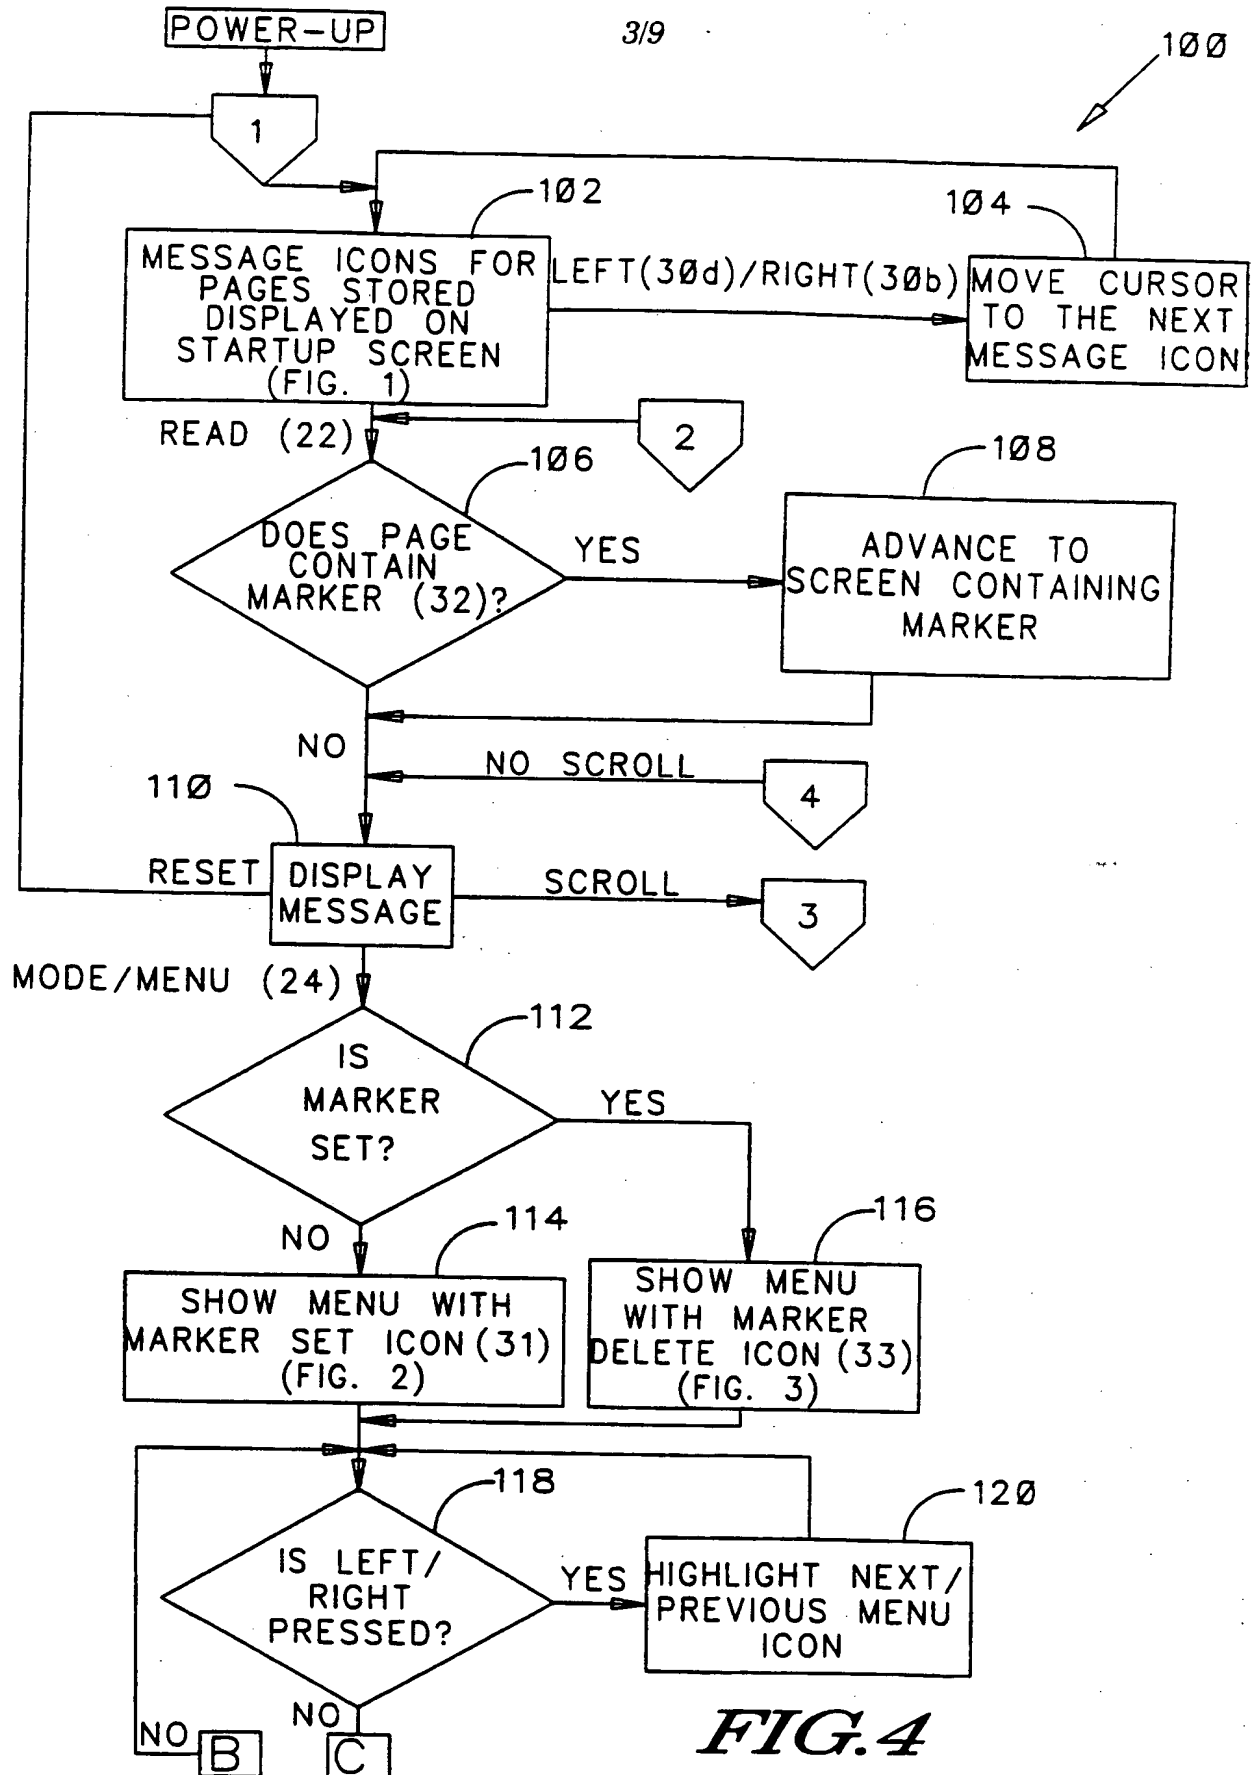 POWER-UP
3/9
100
1
102
104
MESSAGE ICONS FOR
PAGES STORED
DISPLAYED ON
STARTUP SCREEN
(FIG. 1)
LEFT(30d)/RIGHT(30b)
MOVE CURSOR
TO THE NEXT
MESSAGE ICON
READ (22)
2
106
108
DOES PAGE
CONTAIN
MARKER (32)?
YES
ADVANCE TO
SCREEN CONTAINING
MARKER
NO
NO SCROLL
4
110
RESET
DISPLAY
MESSAGE
SCROLL
3
MODE/MENU (24)
112
IS
MARKER
SET?
YES
NO
114
116
SHOW MENU WITH
MARKER SET ICON (31)
(FIG. 2)
SHOW MENU
WITH MARKER
DELETE ICON (33)
(FIG. 3)
118
120
IS LEFT/
RIGHT
PRESSED?
YES
HIGHLIGHT NEXT/
PREVIOUS MENU
ICON
NO
B
NO
C
FIG.4